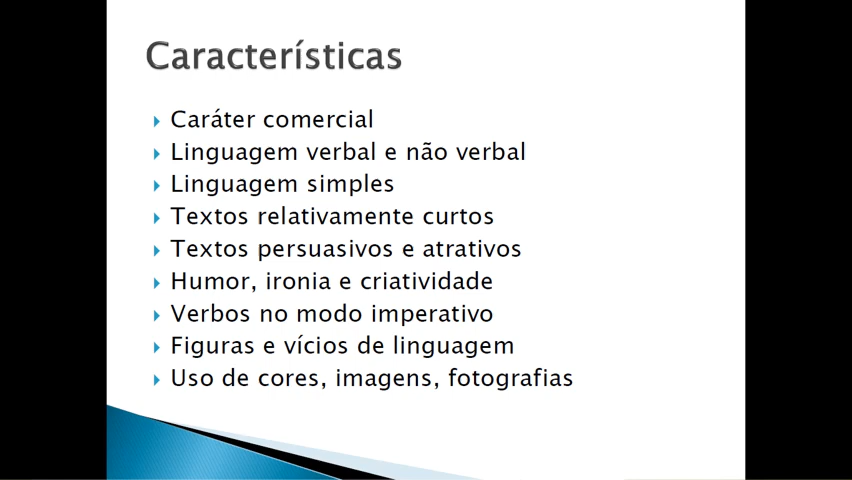 Características
Caráter comercial
Linguagem verbal e não verbal
Linguagem simples
Textos relativamente curtos
Textos persuasivos e atrativos
Humor, ironia e criatividade
Verbos no modo imperativo
Figuras e vícios de linguagem
Uso de cores, imagens, fotografias